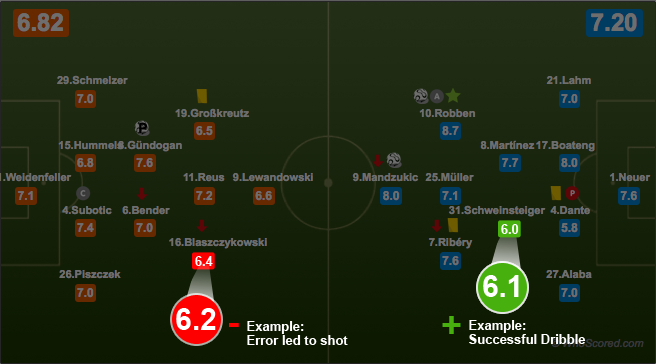 6.82
7.20
29.Schmelzer
7.0
21.Lahm
7.0
19.Großkreutz
6.5
A
10.Robben
8.7
15.Hummels
6.8
8.Gündogan
7.6
8.Martínez
7.7
17.Boateng
8.0
1.Weidenfeller
7.1
C
11.Reus
7.2
9.Lewandowski
6.6
9.Mandzukic
8.0
25.Müller
7.1
1.Neuer
7.6
4.Subotic
7.4
6.Bender
7.0
31.Schweinsteiger
6.0
P
4.Dante
5.8
16.Blaszczykowski
6.4
7.Ribéry
7.6
26.Piszczek
7.0
27.Alaba
7.0
6.2
- Example:
Error led to shot
6.1
+ Example:
Successful Dribble